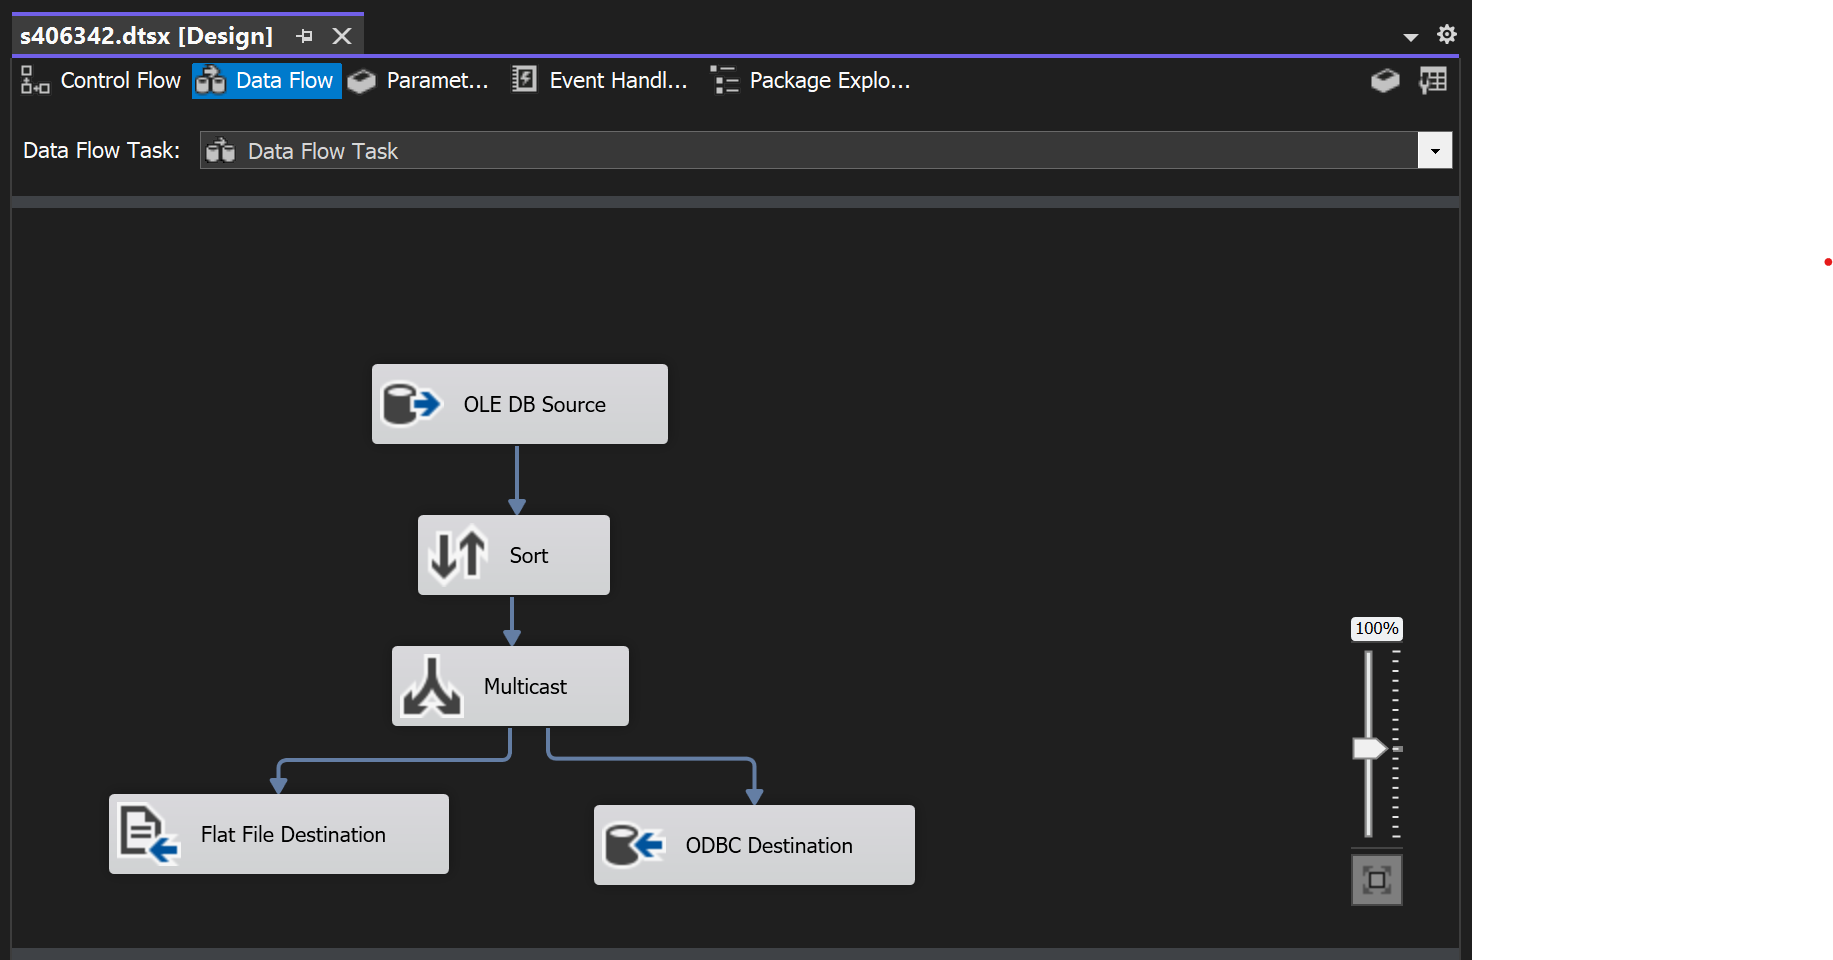 s406342.dtsx [Design]
Control Flow Data Flow Paramet... Event Handl... Package Explo...
Data Flow Task: Data Flow Task
OLE DB Source
Sort
100%
Multicast
Flat File Destination
ODBC Destination